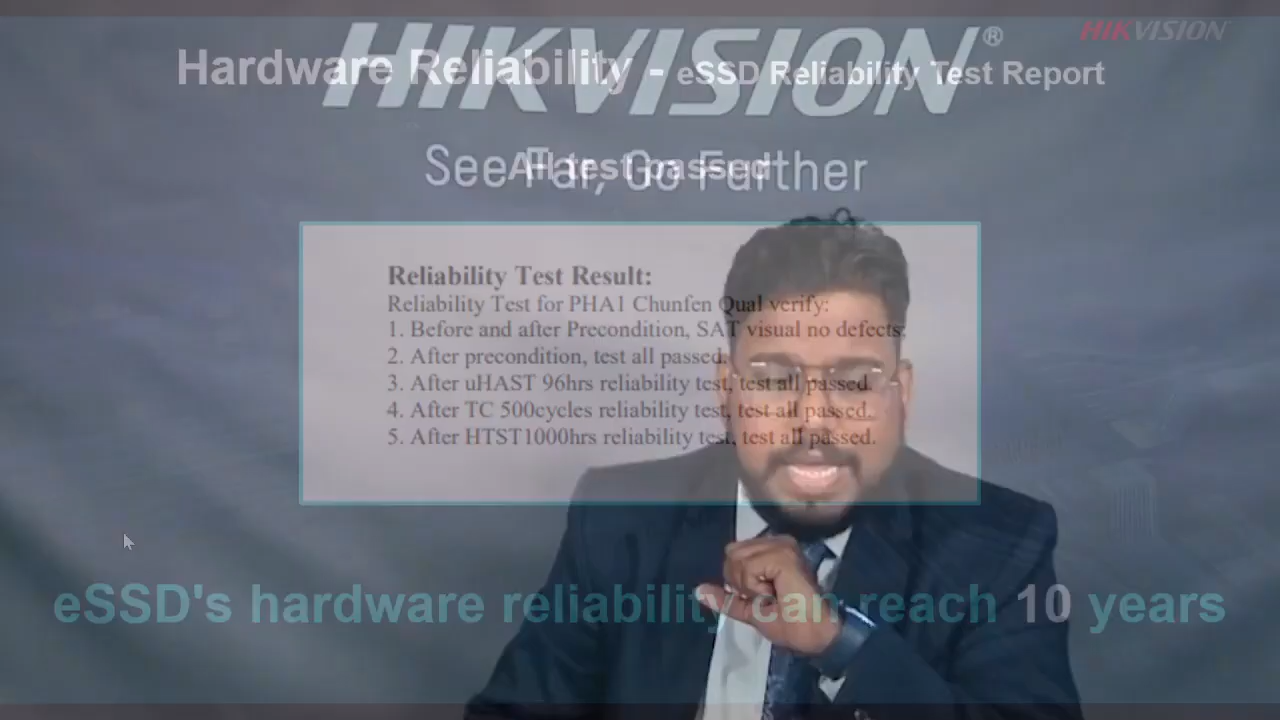 HIKVISION®
HIKVISION
Hardware Reliability - eSSD Reliability Test Report
See Far, Go Further
All test passed
Reliability Test Result:
Reliability Test for PHA1 Chunfen Qual verify:
1. Before and after Precondition, SAT visual no defects.
2. After precondition, test all passed.
3. After uHAST 96hrs reliability test, test all passed.
4. After TC 500cycles reliability test, test all passed.
5. After HTST1000hrs reliability test, test all passed.
eSSD's hardware reliability can reach 10 years